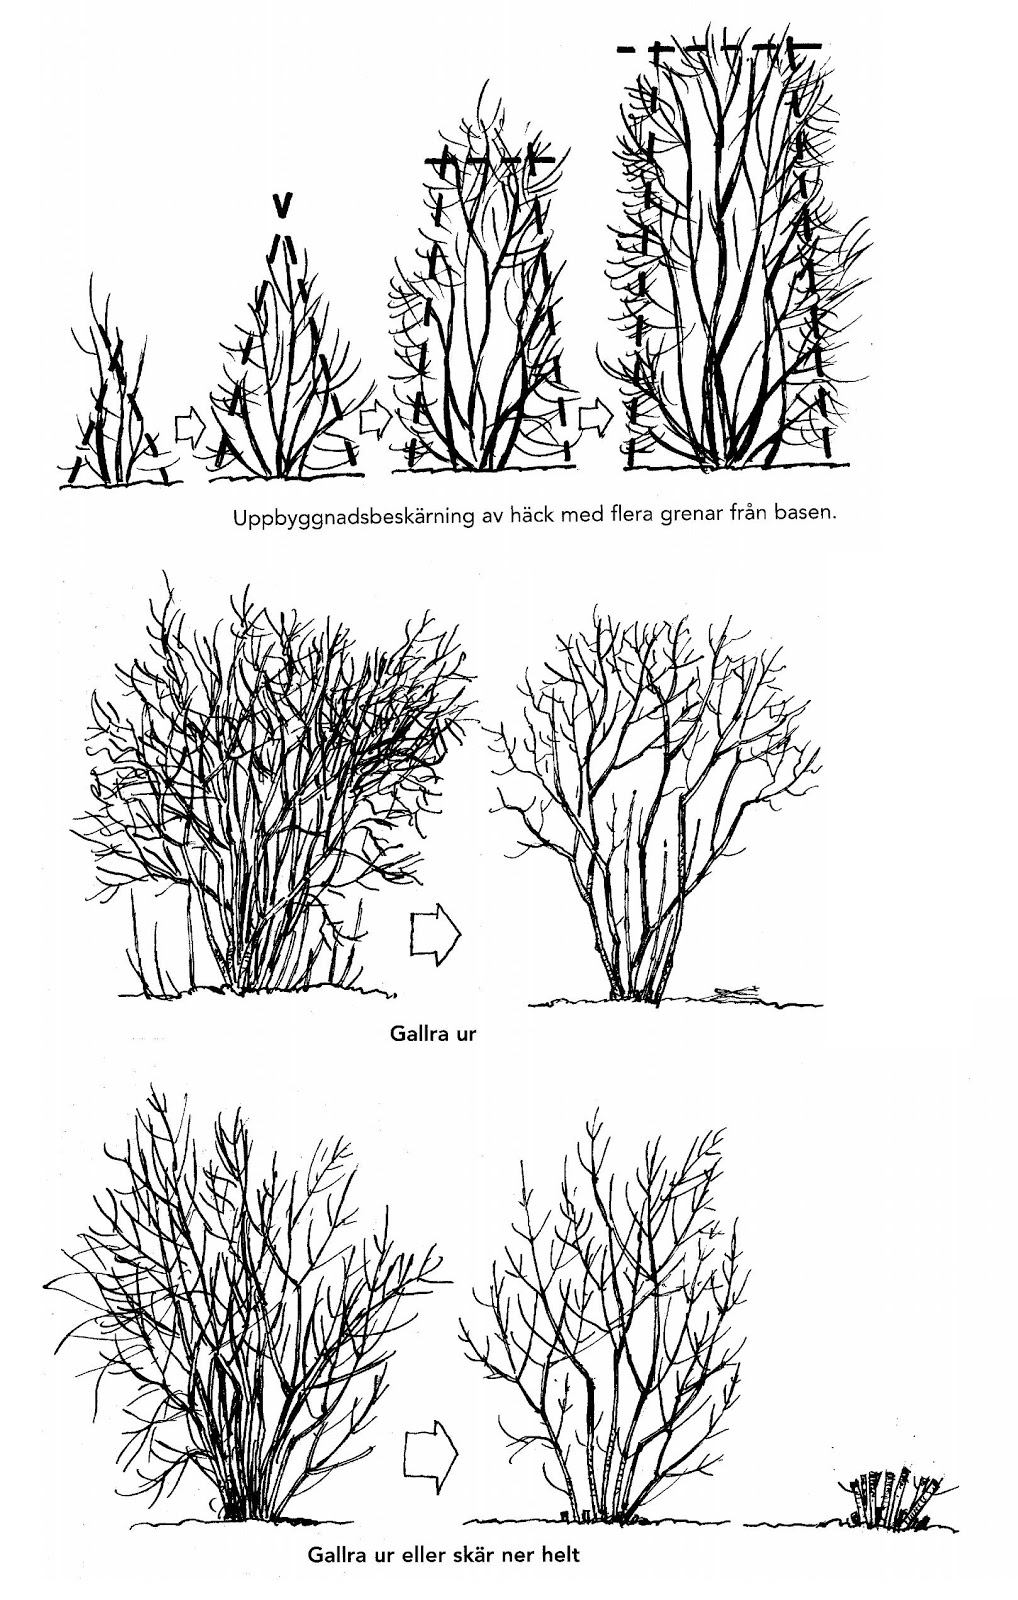 Uppbyggnadsbeskärning av häck med flera grenar från basen.
Gallra ur
Gallra ur eller skär ner helt